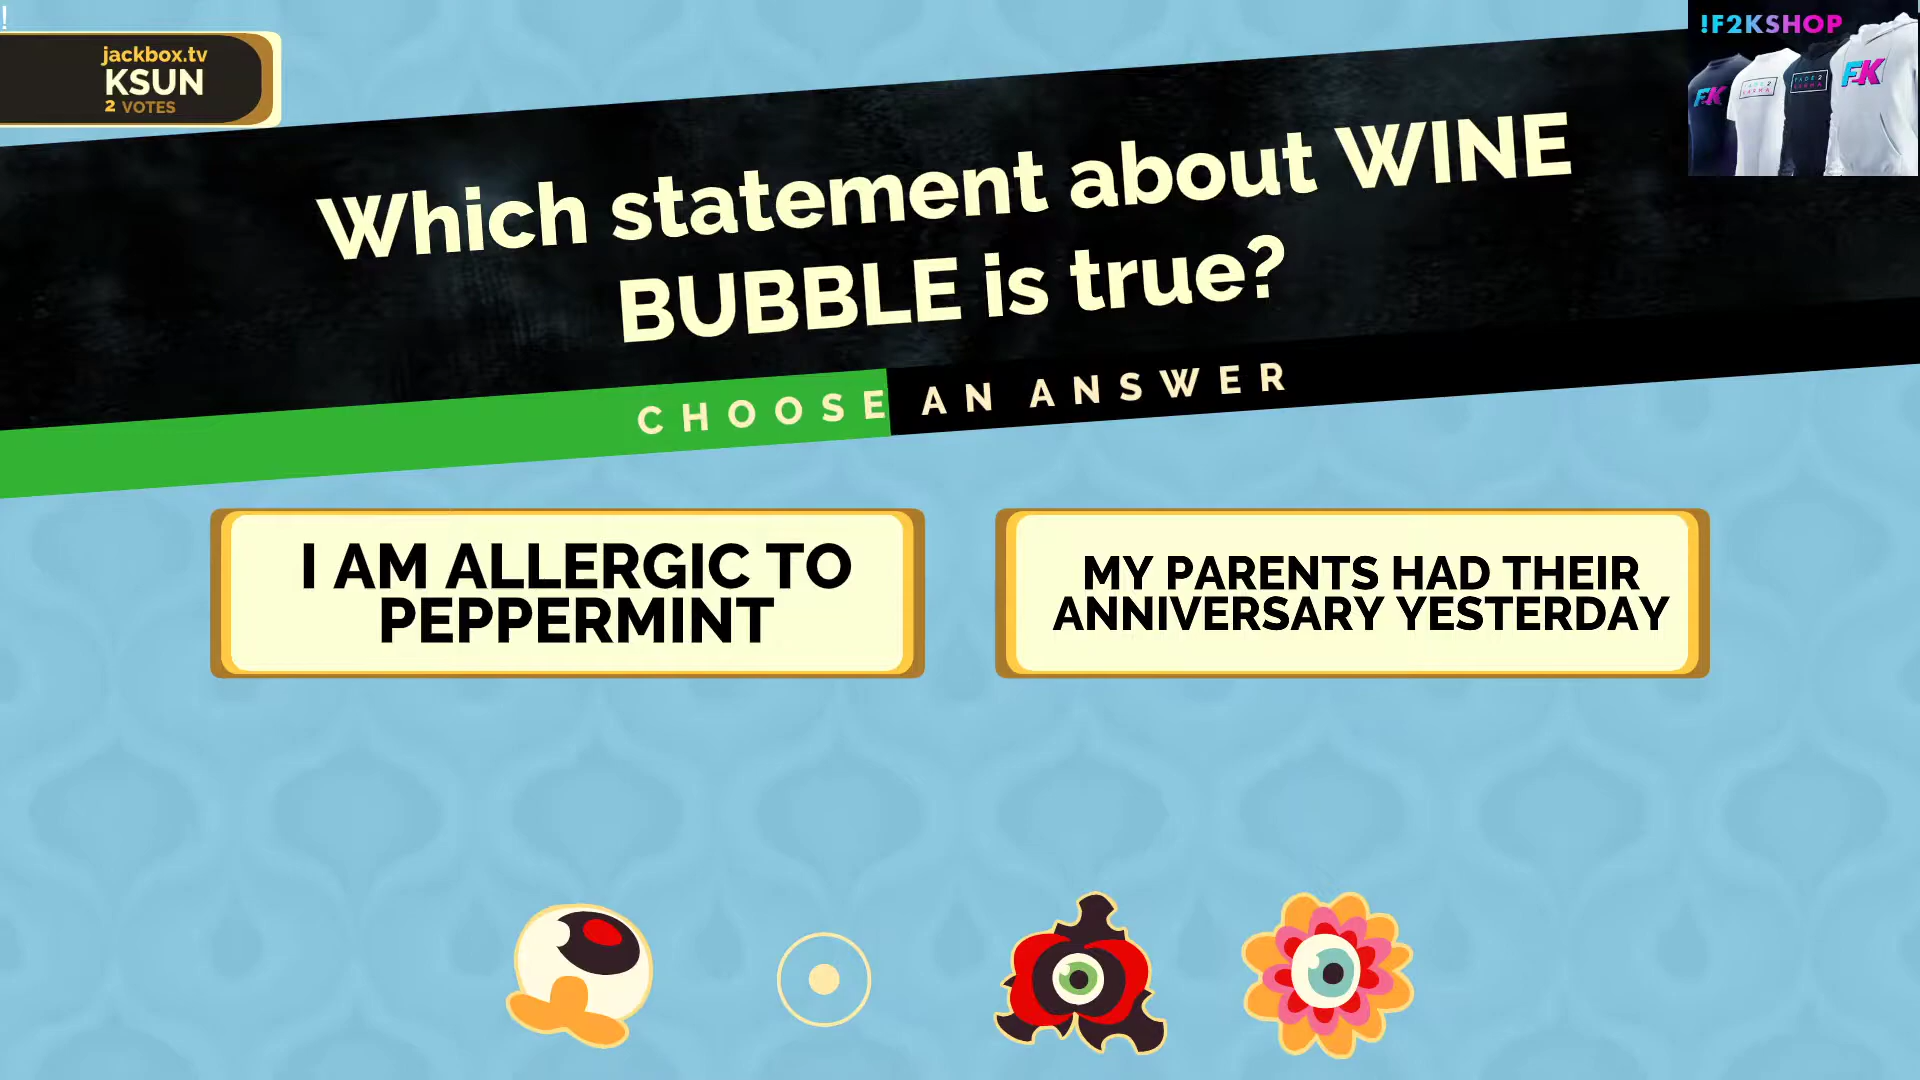 !
jackbox.tv
KSUN
2 VOTES
!F2KSHOP
Which statement about WINE
BUBBLE is true?
CHOOSE AN ANSWER
I AM ALLERGIC TO
PEPPERMINT
MY PARENTS HAD THEIR
ANNIVERSARY YESTERDAY